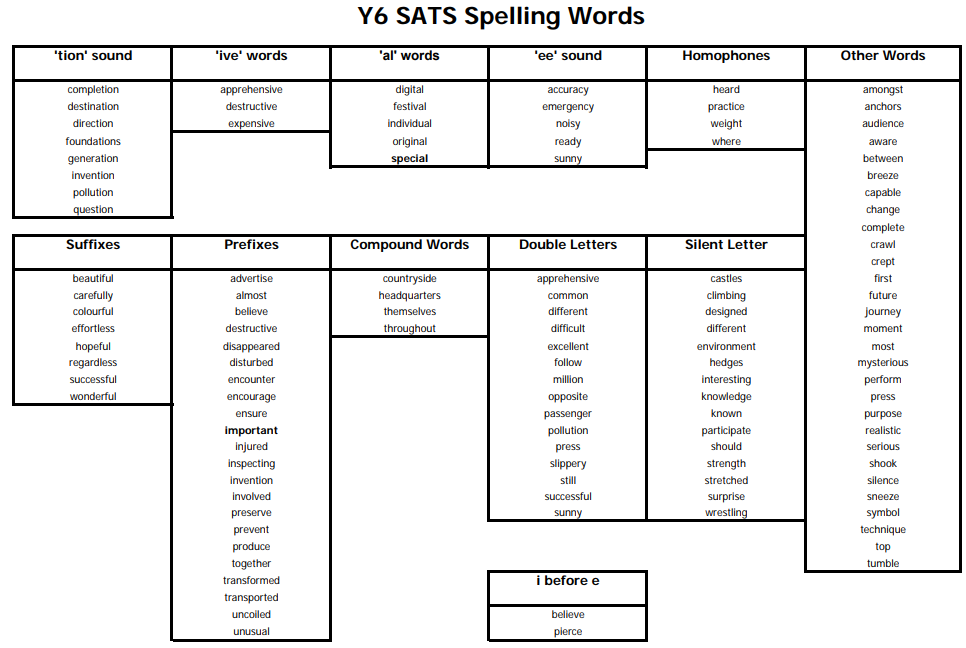 Y6 SATS Spelling Words
'tion' sound
completion
destination
direction
foundations
generation
invention
pollution
question
'ive' words
apprehensive
destructive
expensive
'al' words
digital
festival
individual
original
special
'ee' sound
accuracy
emergency
noisy
ready
sunny
Homophones
heard
practice
weight
where
Other Words
amongst
anchors
audience
aware
between
breeze
capable
change
complete
crawl
crept
first
future
journey
moment
most
mysterious
perform
press
purpose
realistic
serious
shook
silence
sneeze
symbol
technique
top
tumble
Suffixes
beautiful
carefully
colourful
effortless
hopeful
regardless
successful
wonderful
Prefixes
advertise
almost
believe
destructive
disappeared
disturbed
encounter
encourage
ensure
important
injured
inspecting
invention
involved
preserve
prevent
produce
together
transformed
transported
uncoiled
unusual
Compound Words
countryside
headquarters
themselves
throughout
Double Letters
apprehensive
common
different
difficult
excellent
follow
million
opposite
passenger
pollution
press
slippery
still
successful
sunny
Silent Letter
castles
climbing
designed
different
environment
hedges
interesting
knowledge
known
participate
should
strength
stretched
surprise
wrestling
i before e
believe
pierce